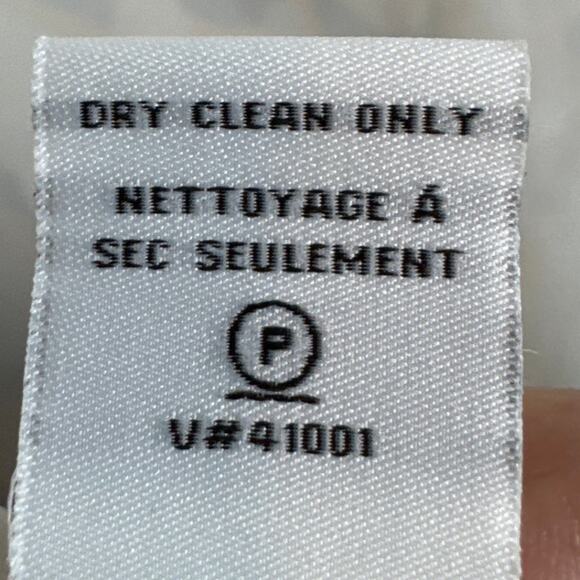 DRY CLEAN ONLY
NETTOYAGE Á
SEC SEULEMENT
P
V#41001